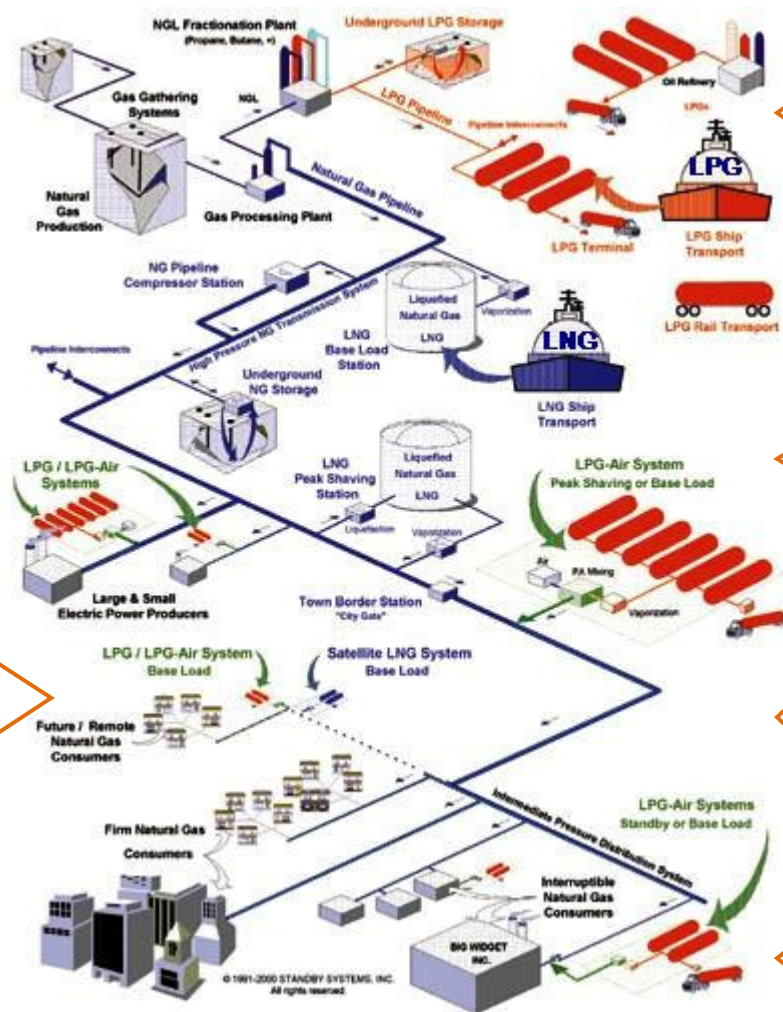 NGL Fractionation Plant
(Propane, Butane, +)
Underground LPG Storage
Oil Refinery
LPGs
Gas Gathering
Systems
NGL
LPG Pipeline
Pipeline Interconnects
LPG
Natural
Gas
Production
Gas Processing Plant
Natural Gas Pipeline
LPG Terminal
LPG Ship
Transport
NG Pipeline
Compressor Station
High Pressure NG Transmission System
Liquefied
Natural Gas
LNG
Vaporization
LNG
Base Load
Station
LNG
LPG Rail Transport
Pipeline Interconnects
Underground
NG Storage
LNG Ship
Transport
LPG / LPG-Air
Systems
LNG
Peak Shaving
Station
Liquefied
Natural Gas
LNG
Liquefaction
Vaporization
LPG-Air System
Peak Shaving or Base Load
Air
P/A Mixing
Vaporization
Large & Small
Electric Power Producers
Town Border Station
"City Gate"
LPG / LPG-Air System
Base Load
Satellite LNG System
Base Load
Future / Remote
Natural Gas
Consumers
Firm Natural Gas
Consumers
Intermediate Pressure Distribution System
LPG-Air Systems
Standby or Base Load
Interruptible
Natural Gas
Consumers
BIG WIDGET
INC.
© 1991-2000 STANDBY SYSTEMS, INC.
All rights reserved.